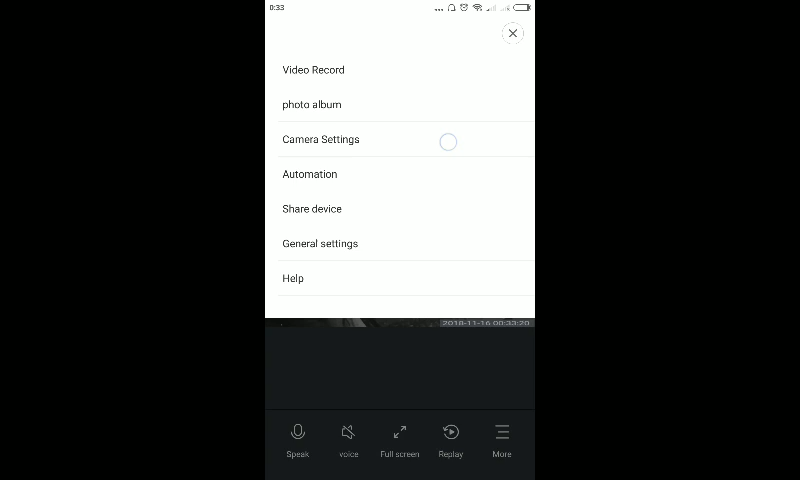 0:33
Video Record
photo album
Camera Settings
Automation
Share device
General settings
Help
2018-11-16 00:33:20
Speak
voice
Full screen
Replay
More